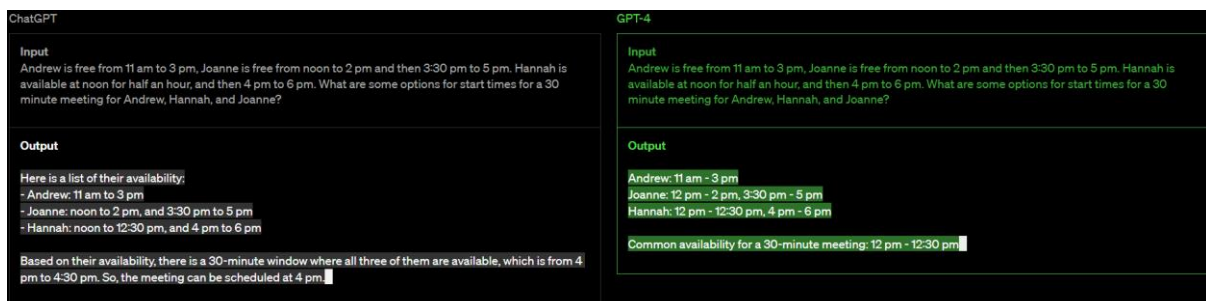 ChatGPT
Input
Andrew is free from 11 am to 3 pm, Joanne is free from noon to 2 pm and then 3:30 pm to 5 pm. Hannah is
available at noon for half an hour, and then 4 pm to 6 pm. What are some options for start times for a 30
minute meeting for Andrew, Hannah, and Joanne?
Output
Here is a list of their availability:
- Andrew: 11 am to 3 pm
- Joanne: noon to 2 pm, and 3:30 pm to 5 pm
- Hannah: noon to 12:30 pm, and 4 pm to 6 pm
Based on their availability, there is a 30-minute window where all three of them are available, which is from 4
pm to 4:30 pm. So, the meeting can be scheduled at 4 pm.
GPT-4
Input
Andrew is free from 11 am to 3 pm, Joanne is free from noon to 2 pm and then 3:30 pm to 5 pm. Hannah is
available at noon for half an hour, and then 4 pm to 6 pm. What are some options for start times for a 30
minute meeting for Andrew, Hannah, and Joanne?
Output
Andrew: 11 am - 3 pm
Joanne: 12 pm - 2 pm, 3:30 pm - 5 pm
Hannah: 12 pm - 12:30 pm, 4 pm - 6 pm
Common availability for a 30-minute meeting: 12 pm - 12:30 pm